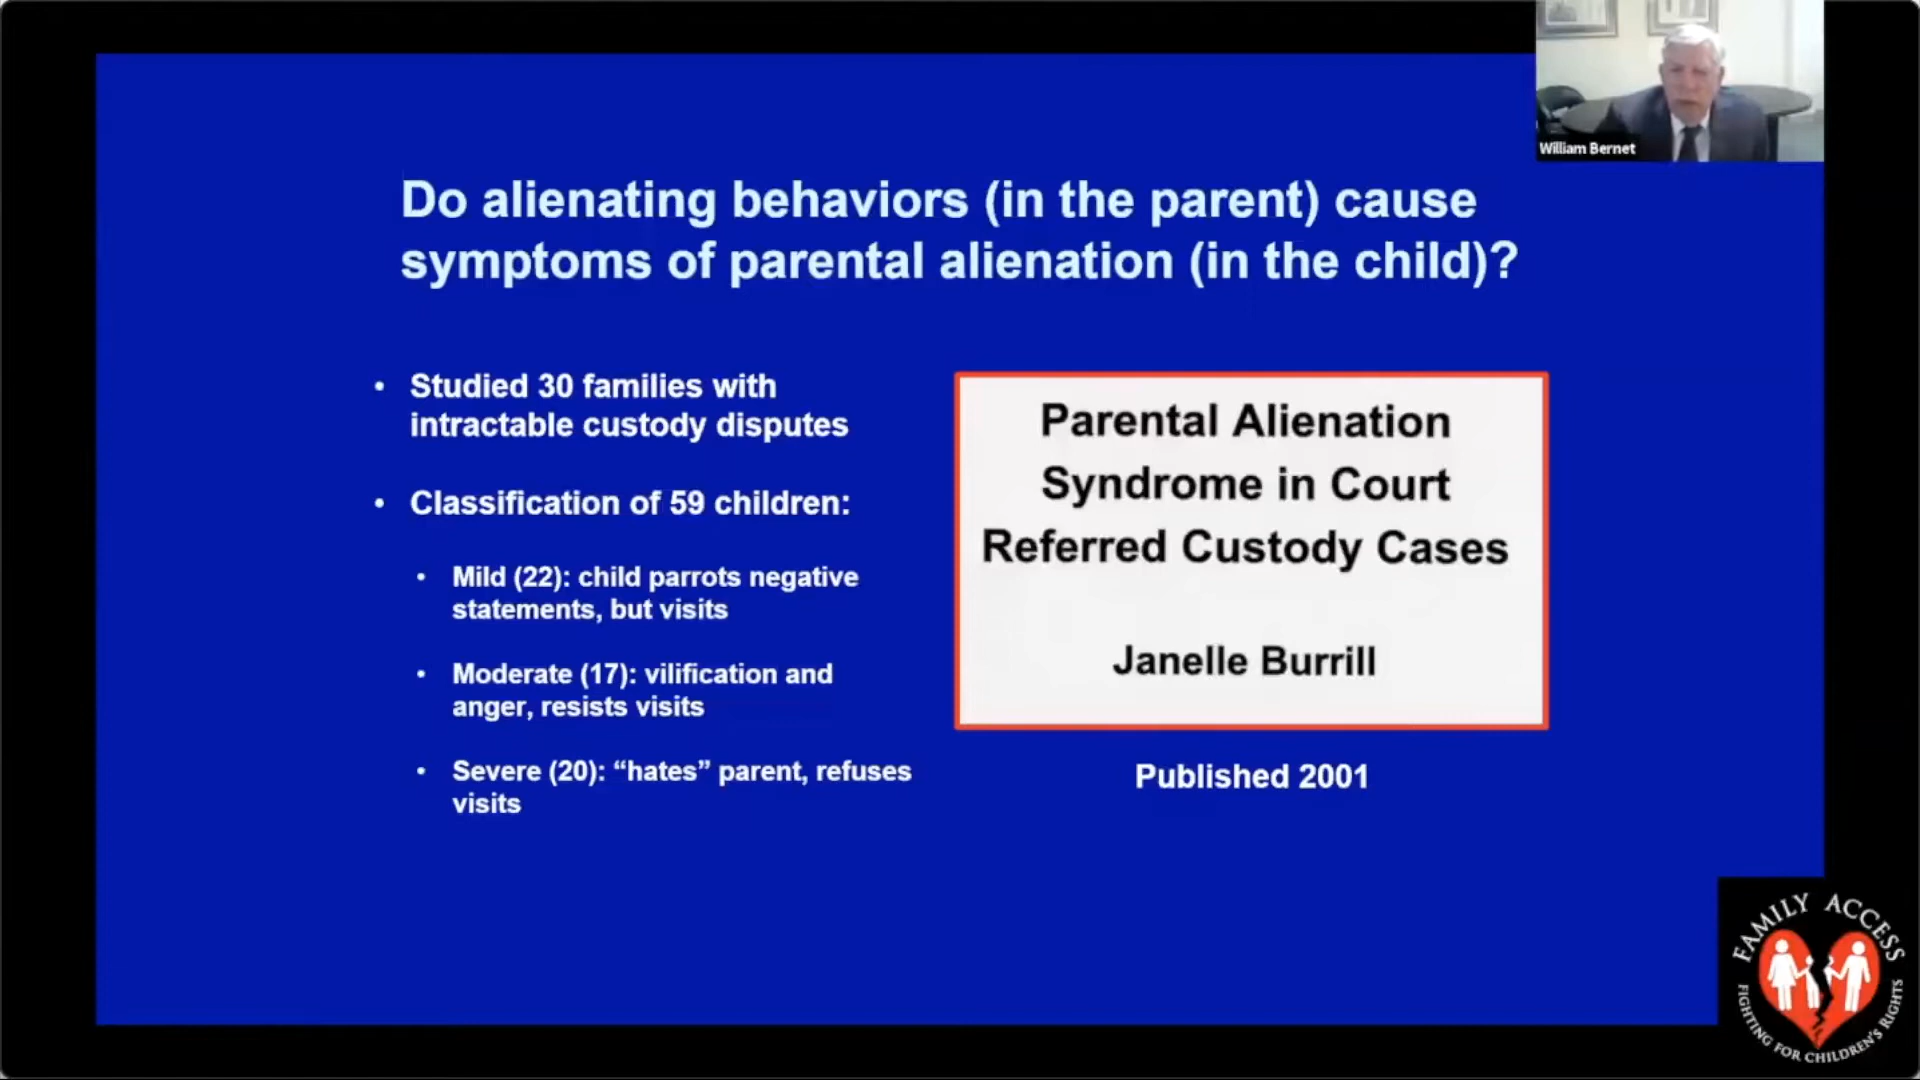 William Bernet
Do alienating behaviors (in the parent) cause
symptoms of parental alienation (in the child)?
• Studied 30 families with
intractable custody disputes
• Classification of 59 children:
• Mild (22): child parrots negative
statements, but visits
• Moderate (17): vilification and
anger, resists visits
• Severe (20): “hates” parent, refuses
visits
Parental Alienation
Syndrome in Court
Referred Custody Cases
Janelle Burrill
Published 2001
FAMILY ACCESS
FIGHTING FOR CHILDREN'S RIGHTS